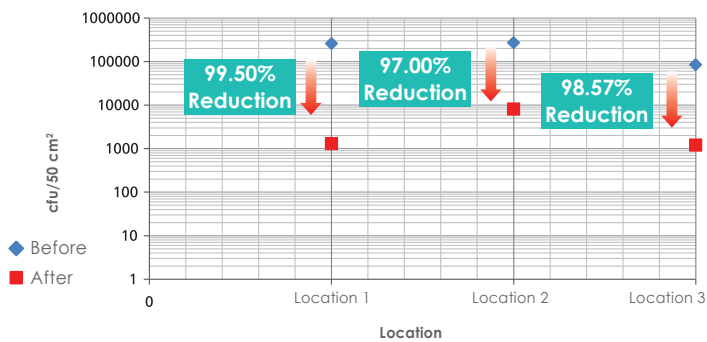 1000000
100000
10000
1000
100
10
1
cfu/50 cm²
99.50%
Reduction
97.00%
Reduction
98.57%
Reduction
Before
After
0
Location 1
Location 2
Location 3
Location